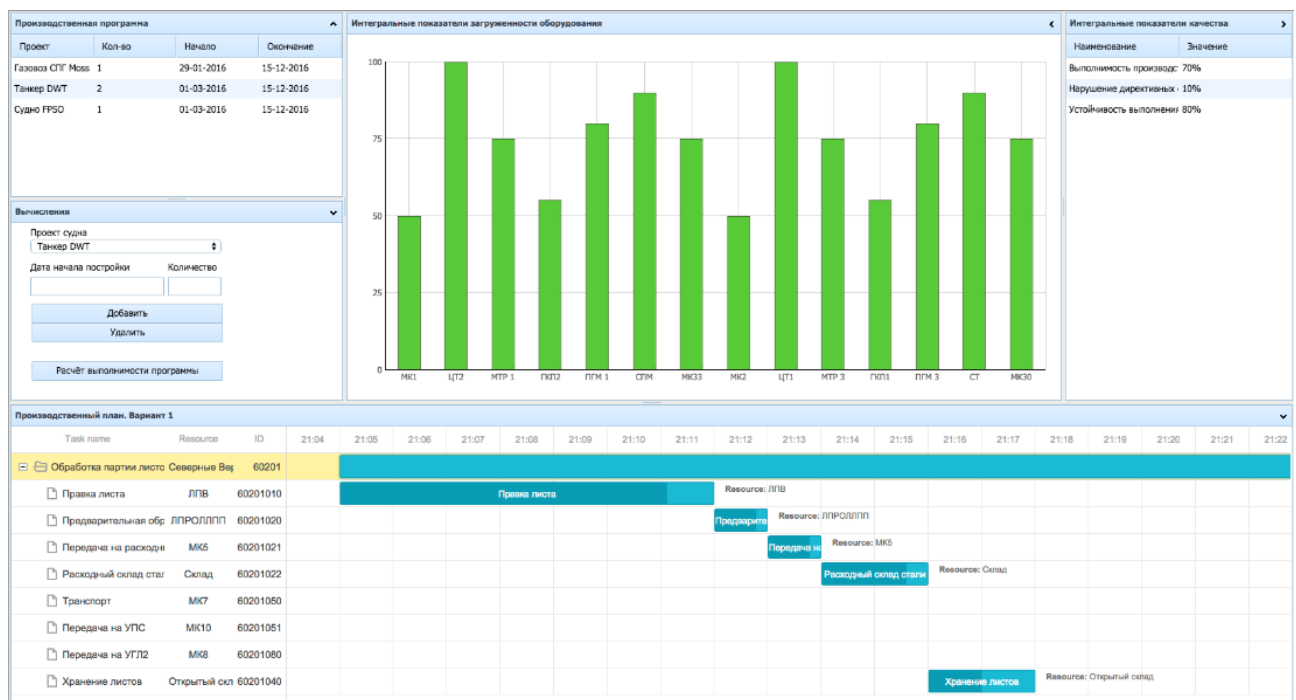 Производственная программа
Проект Кол-во Начало Окончание
Газовоз СПГ Moss 1 29-01-2016 15-12-2016
Танкер DWT 2 01-03-2016 15-12-2016
Судно FPSO 1 01-03-2016 15-12-2016
Вычисления
Проект судна
Танкер DWT
Дата начала постройки Количество
Добавить
Удалить
Расчёт выполнимости программы
Интегральные показатели загруженности оборудования
100
75
50
25
0
МК1 ЦТ2 МТР 1 ГКП2 ПГМ 1 СПМ МК33 МК2 ЦТ1 МТР 3 ГКП1 ПГМ 3 СТ МК30
Интегральные показатели качества
Наименование Значение
Выполнимость производс 70%
Нарушение директивных 10%
Устойчивость выполнения 80%
Производственный план. Вариант 1
Task name Resource ID 21:04 21:05 21:06 21:07 21:08 21:09 21:10 21:11 21:12 21:13 21:14 21:15 21:16 21:17 21:18 21:19 21:20 21:21 21:22
Обработка партии листо Северные Вер 60201
Правка листа ЛПВ 60201010 Правка листа Resource: ЛПВ
Предварительная обр ЛПРОЛЛПП 60201020 Предварите Resource: ЛПРОЛЛПП
Передача на расходн МК5 60201021 Передача на Resource: МК5
Расходный склад стал Склад 60201022 Расходный склад стали Resource: Склад
Транспорт МК7 60201050
Передача на УПС МК10 60201051
Передача на УГЛ2 МК8 60201080
Хранение листов Открытый скл 60201040 Хранение листов Resource: Открытый склад